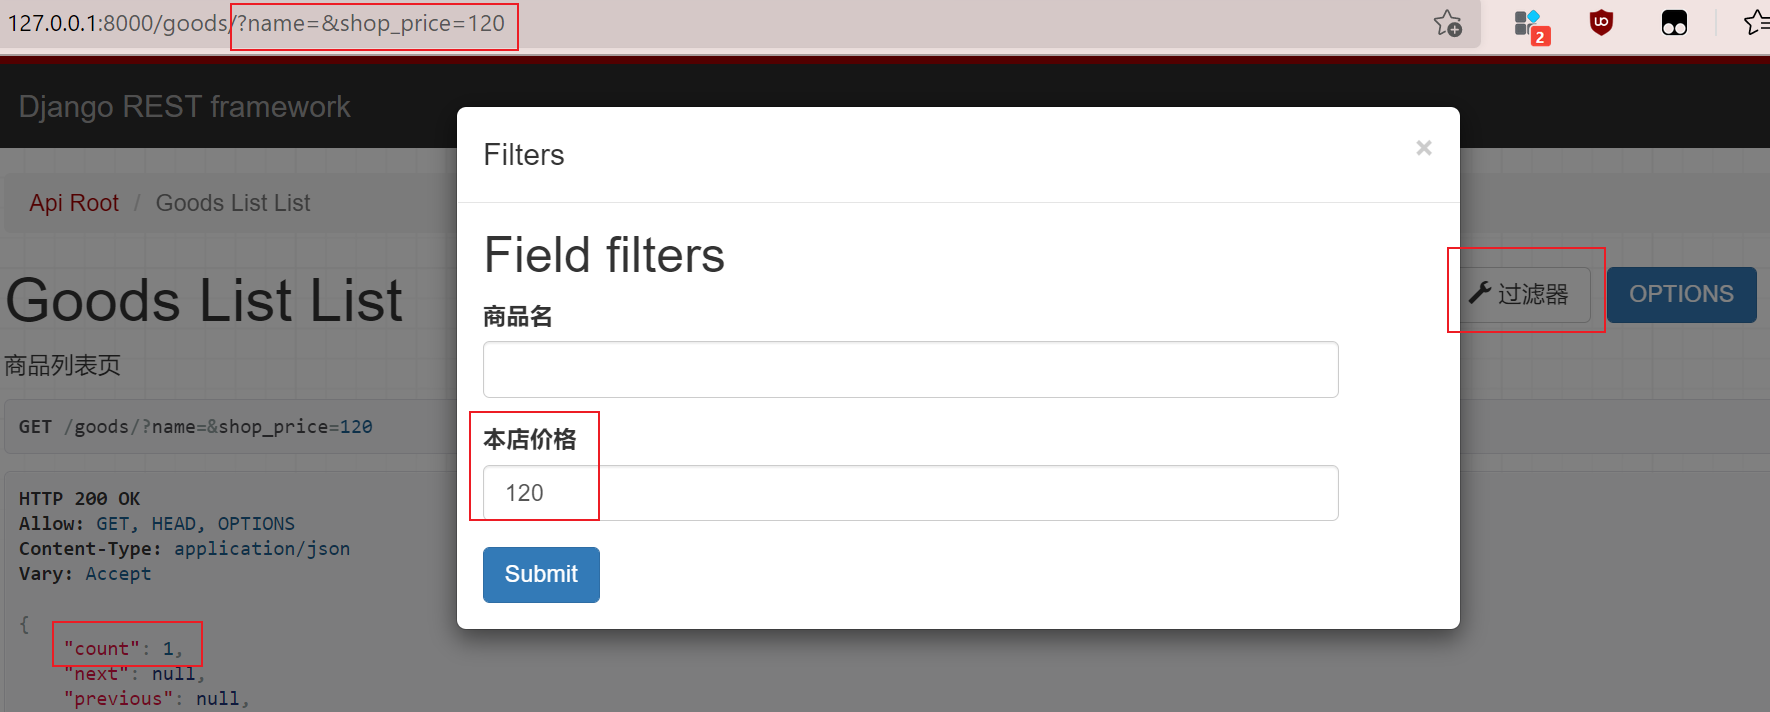 127.0.0.1:8000/goods/?name=&shop_price=120
2
Django REST framework
Filters
×
Api Root / Goods List List
Field filters
Goods List List
过滤器
OPTIONS
商品名
商品列表页
GET /goods/?name=&shop_price=120
本店价格
120
HTTP 200 OK
Allow: GET, HEAD, OPTIONS
Content-Type: application/json
Vary: Accept
Submit
{
"count": 1,
"next": null,
"previous": null,